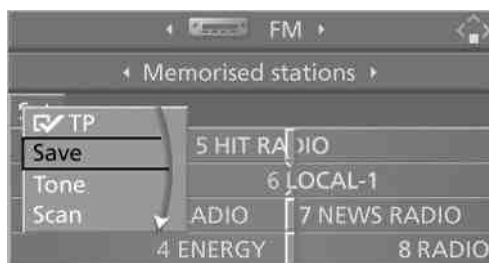 FM
Memorised stations
TP
Save
Tone
Scan
5 HIT RADIO
6 LOCAL-1
ADIO
7 NEWS RADIO
4 ENERGY
8 RADIO